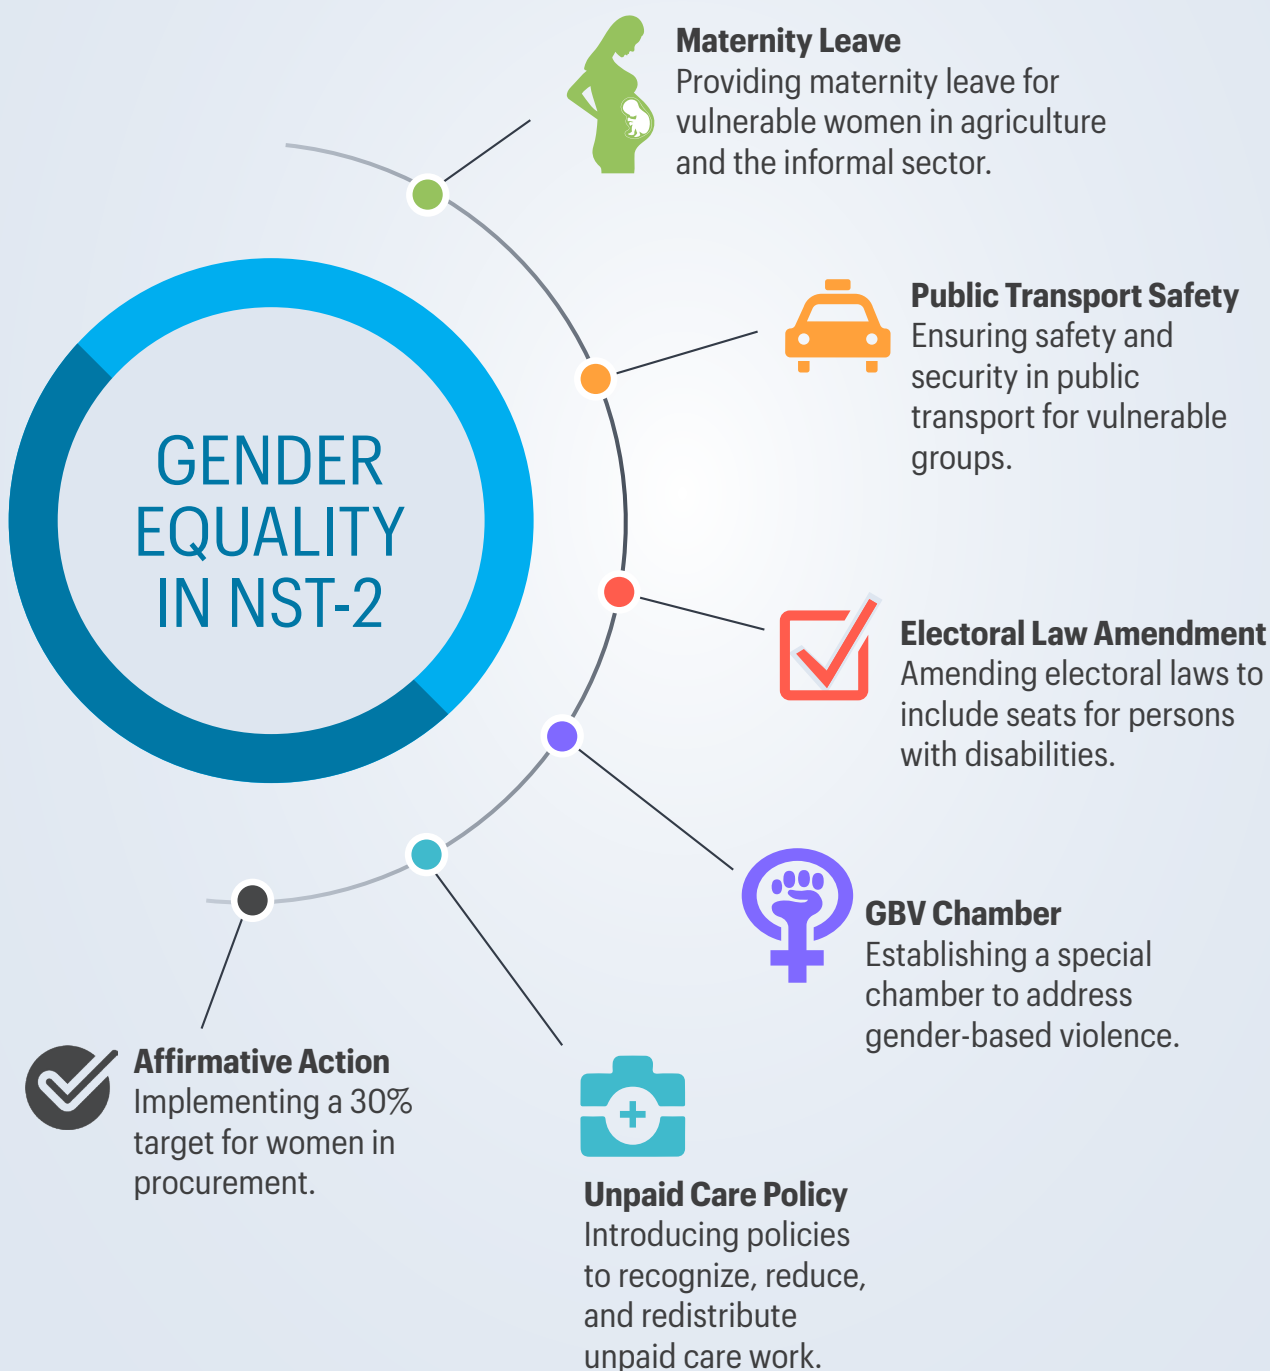 GENDER
EQUALITY
IN NST-2
Maternity Leave
Providing maternity leave for
vulnerable women in agriculture
and the informal sector.
Public Transport Safety
Ensuring safety and
security in public
transport for vulnerable
groups.
Electoral Law Amendment
Amending electoral laws to
include seats for persons
with disabilities.
GBV Chamber
Establishing a special
chamber to address
gender-based violence.
Unpaid Care Policy
Introducing policies
to recognize, reduce,
and redistribute
unpaid care work.
Affirmative Action
Implementing a 30%
target for women in
procurement.